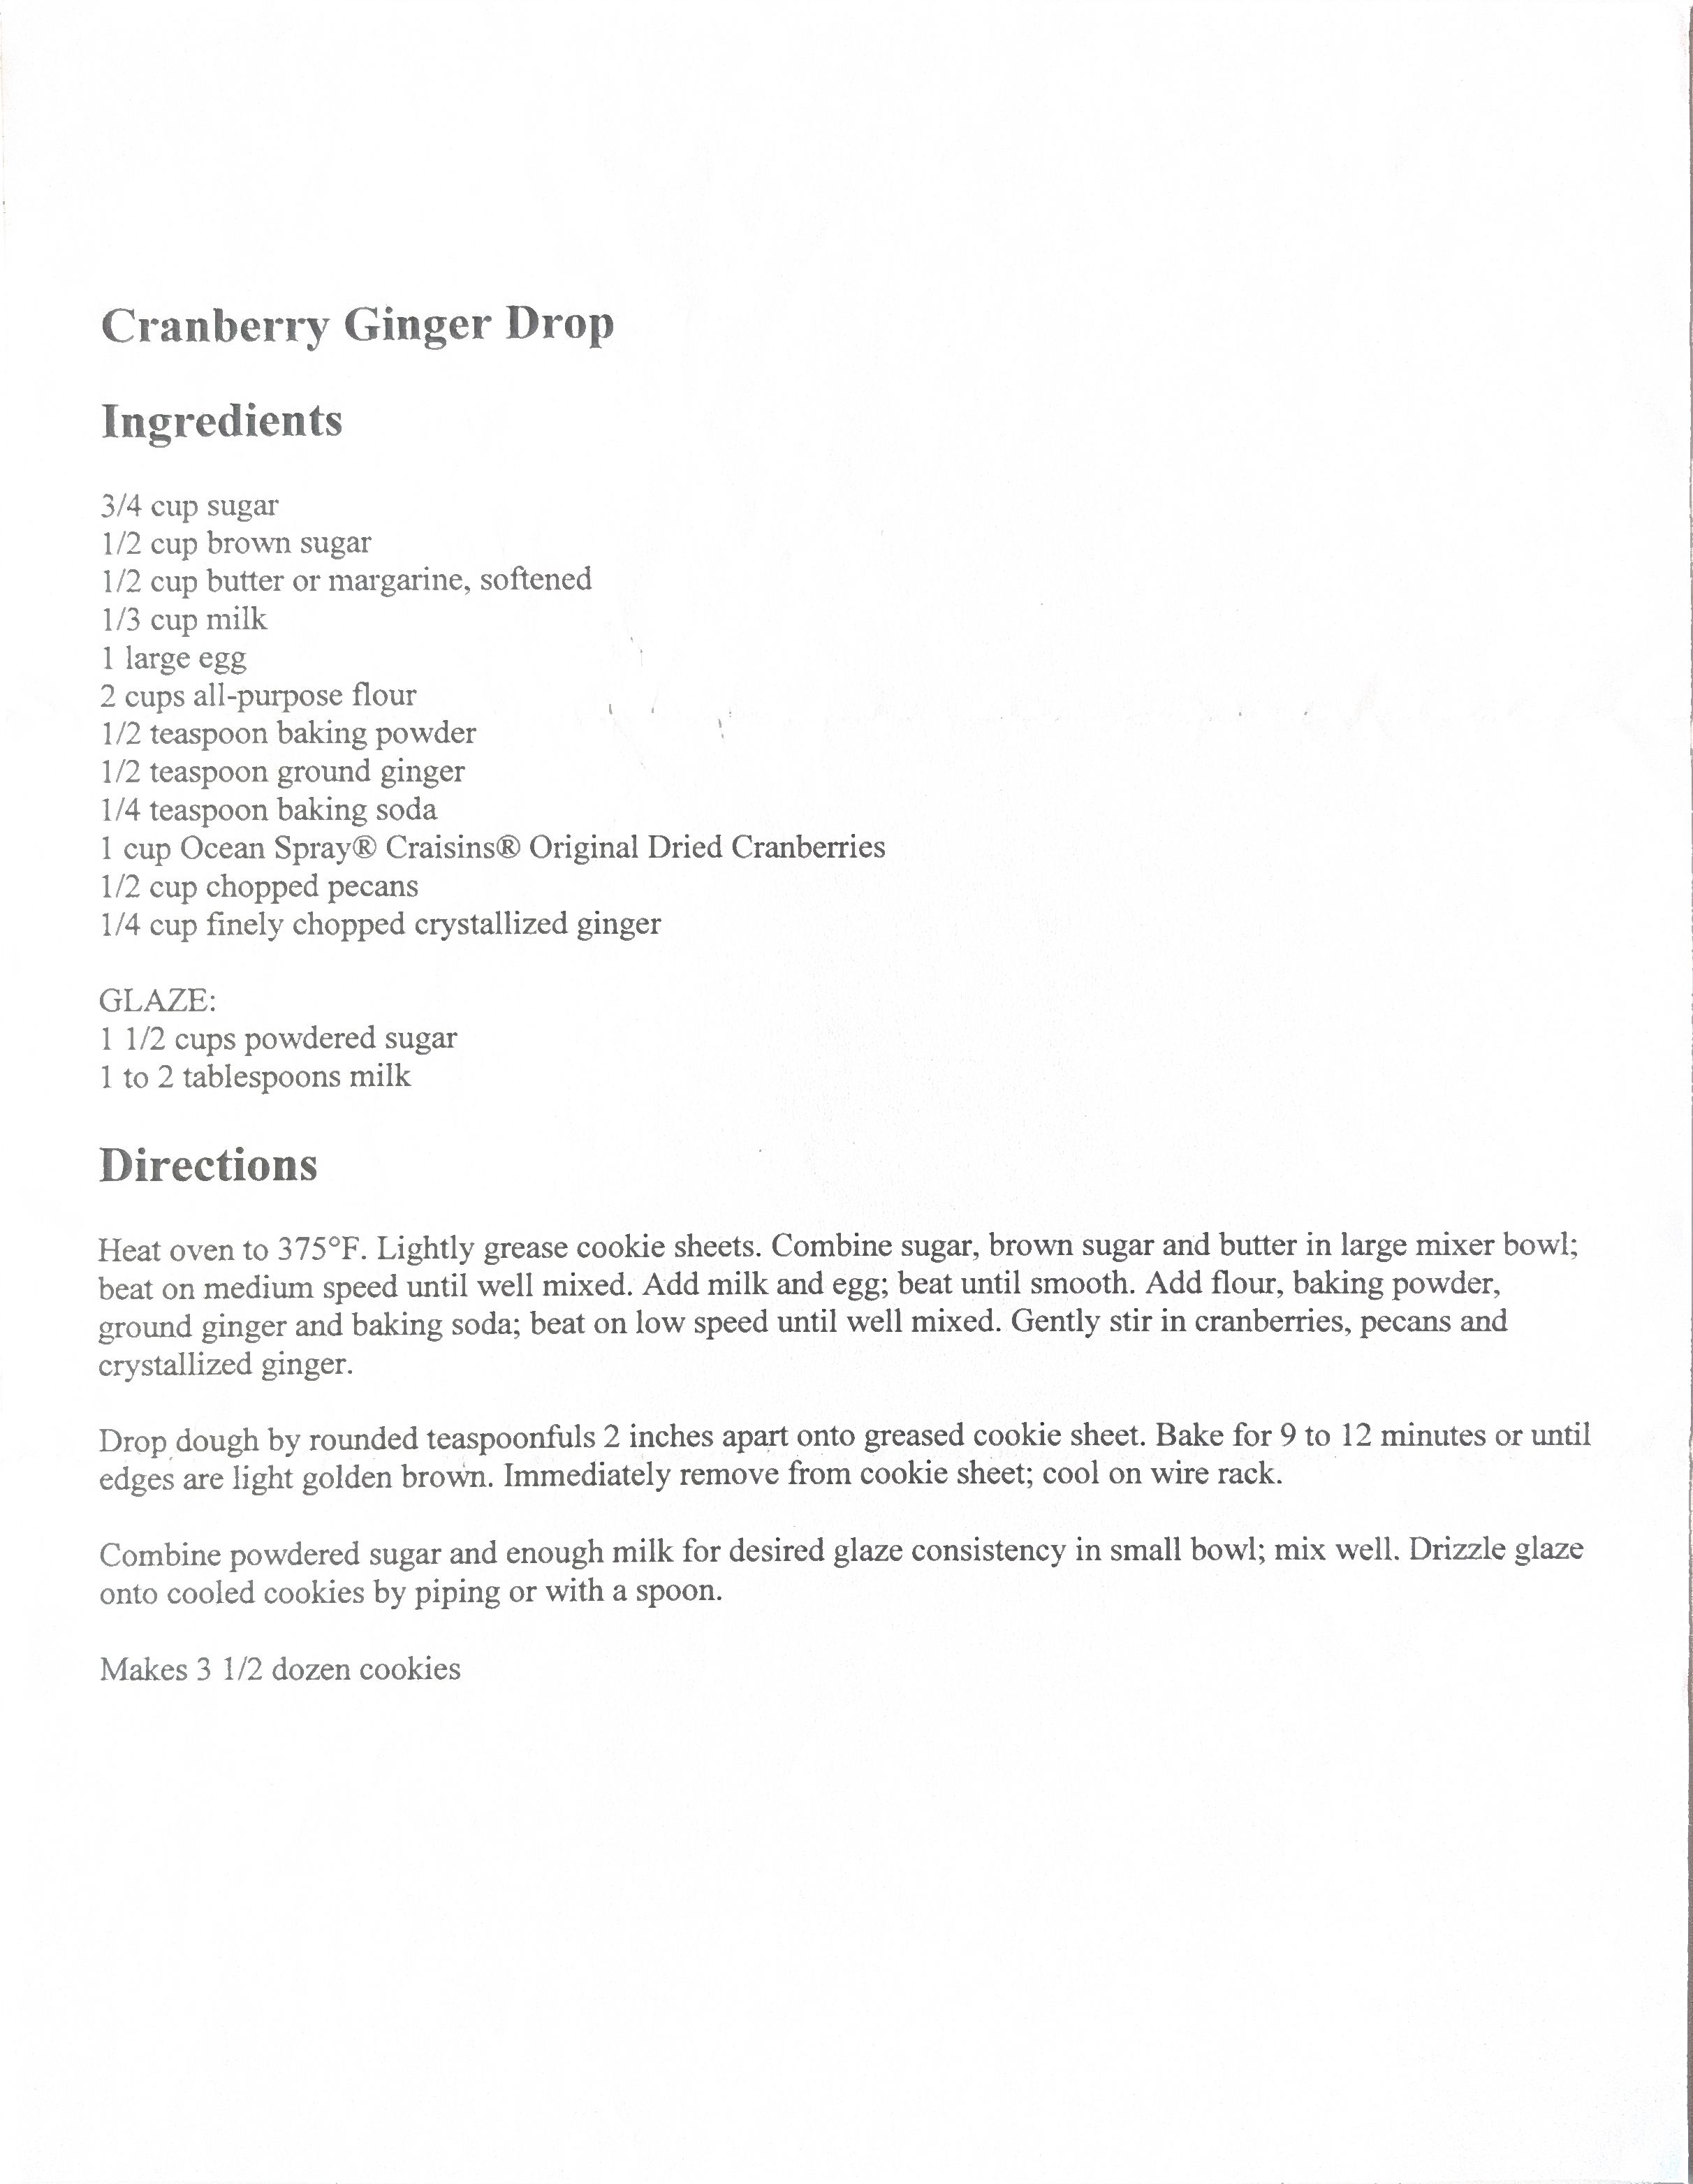 Cranberry Ginger Drop
Ingredients
3/4 cup sugar
1/2 cup brown sugar
1/2 cup butter or margarine, softened
1/3 cup milk
1 large egg
2 cups all-purpose flour
1/2 teaspoon baking powder
1/2 teaspoon ground ginger
1/4 teaspoon baking soda
1 cup Ocean Spray® Craisins® Original Dried Cranberries
1/2 cup chopped pecans
1/4 cup finely chopped crystallized ginger
GLAZE:
1 1/2 cups powdered sugar
1 to 2 tablespoons milk
Directions
Heat oven to 375°F. Lightly grease cookie sheets. Combine sugar, brown sugar and butter in large mixer bowl;
beat on medium speed until well mixed. Add milk and egg; beat until smooth. Add flour, baking powder,
ground ginger and baking soda; beat on low speed until well mixed. Gently stir in cranberries, pecans and
crystallized ginger.
Drop dough by rounded teaspoonfuls 2 inches apart onto greased cookie sheet. Bake for 9 to 12 minutes or until
edges are light golden brown. Immediately remove from cookie sheet; cool on wire rack.
Combine powdered sugar and enough milk for desired glaze consistency in small bowl; mix well. Drizzle glaze
onto cooled cookies by piping or with a spoon.
Makes 3 1/2 dozen cookies